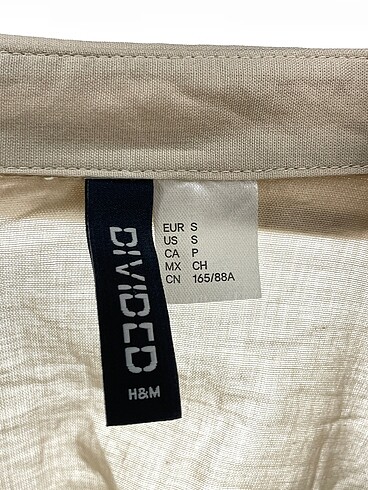 DIVIDED
H&M
EUR S
US S
CA P
MX CH
CN 165/88A